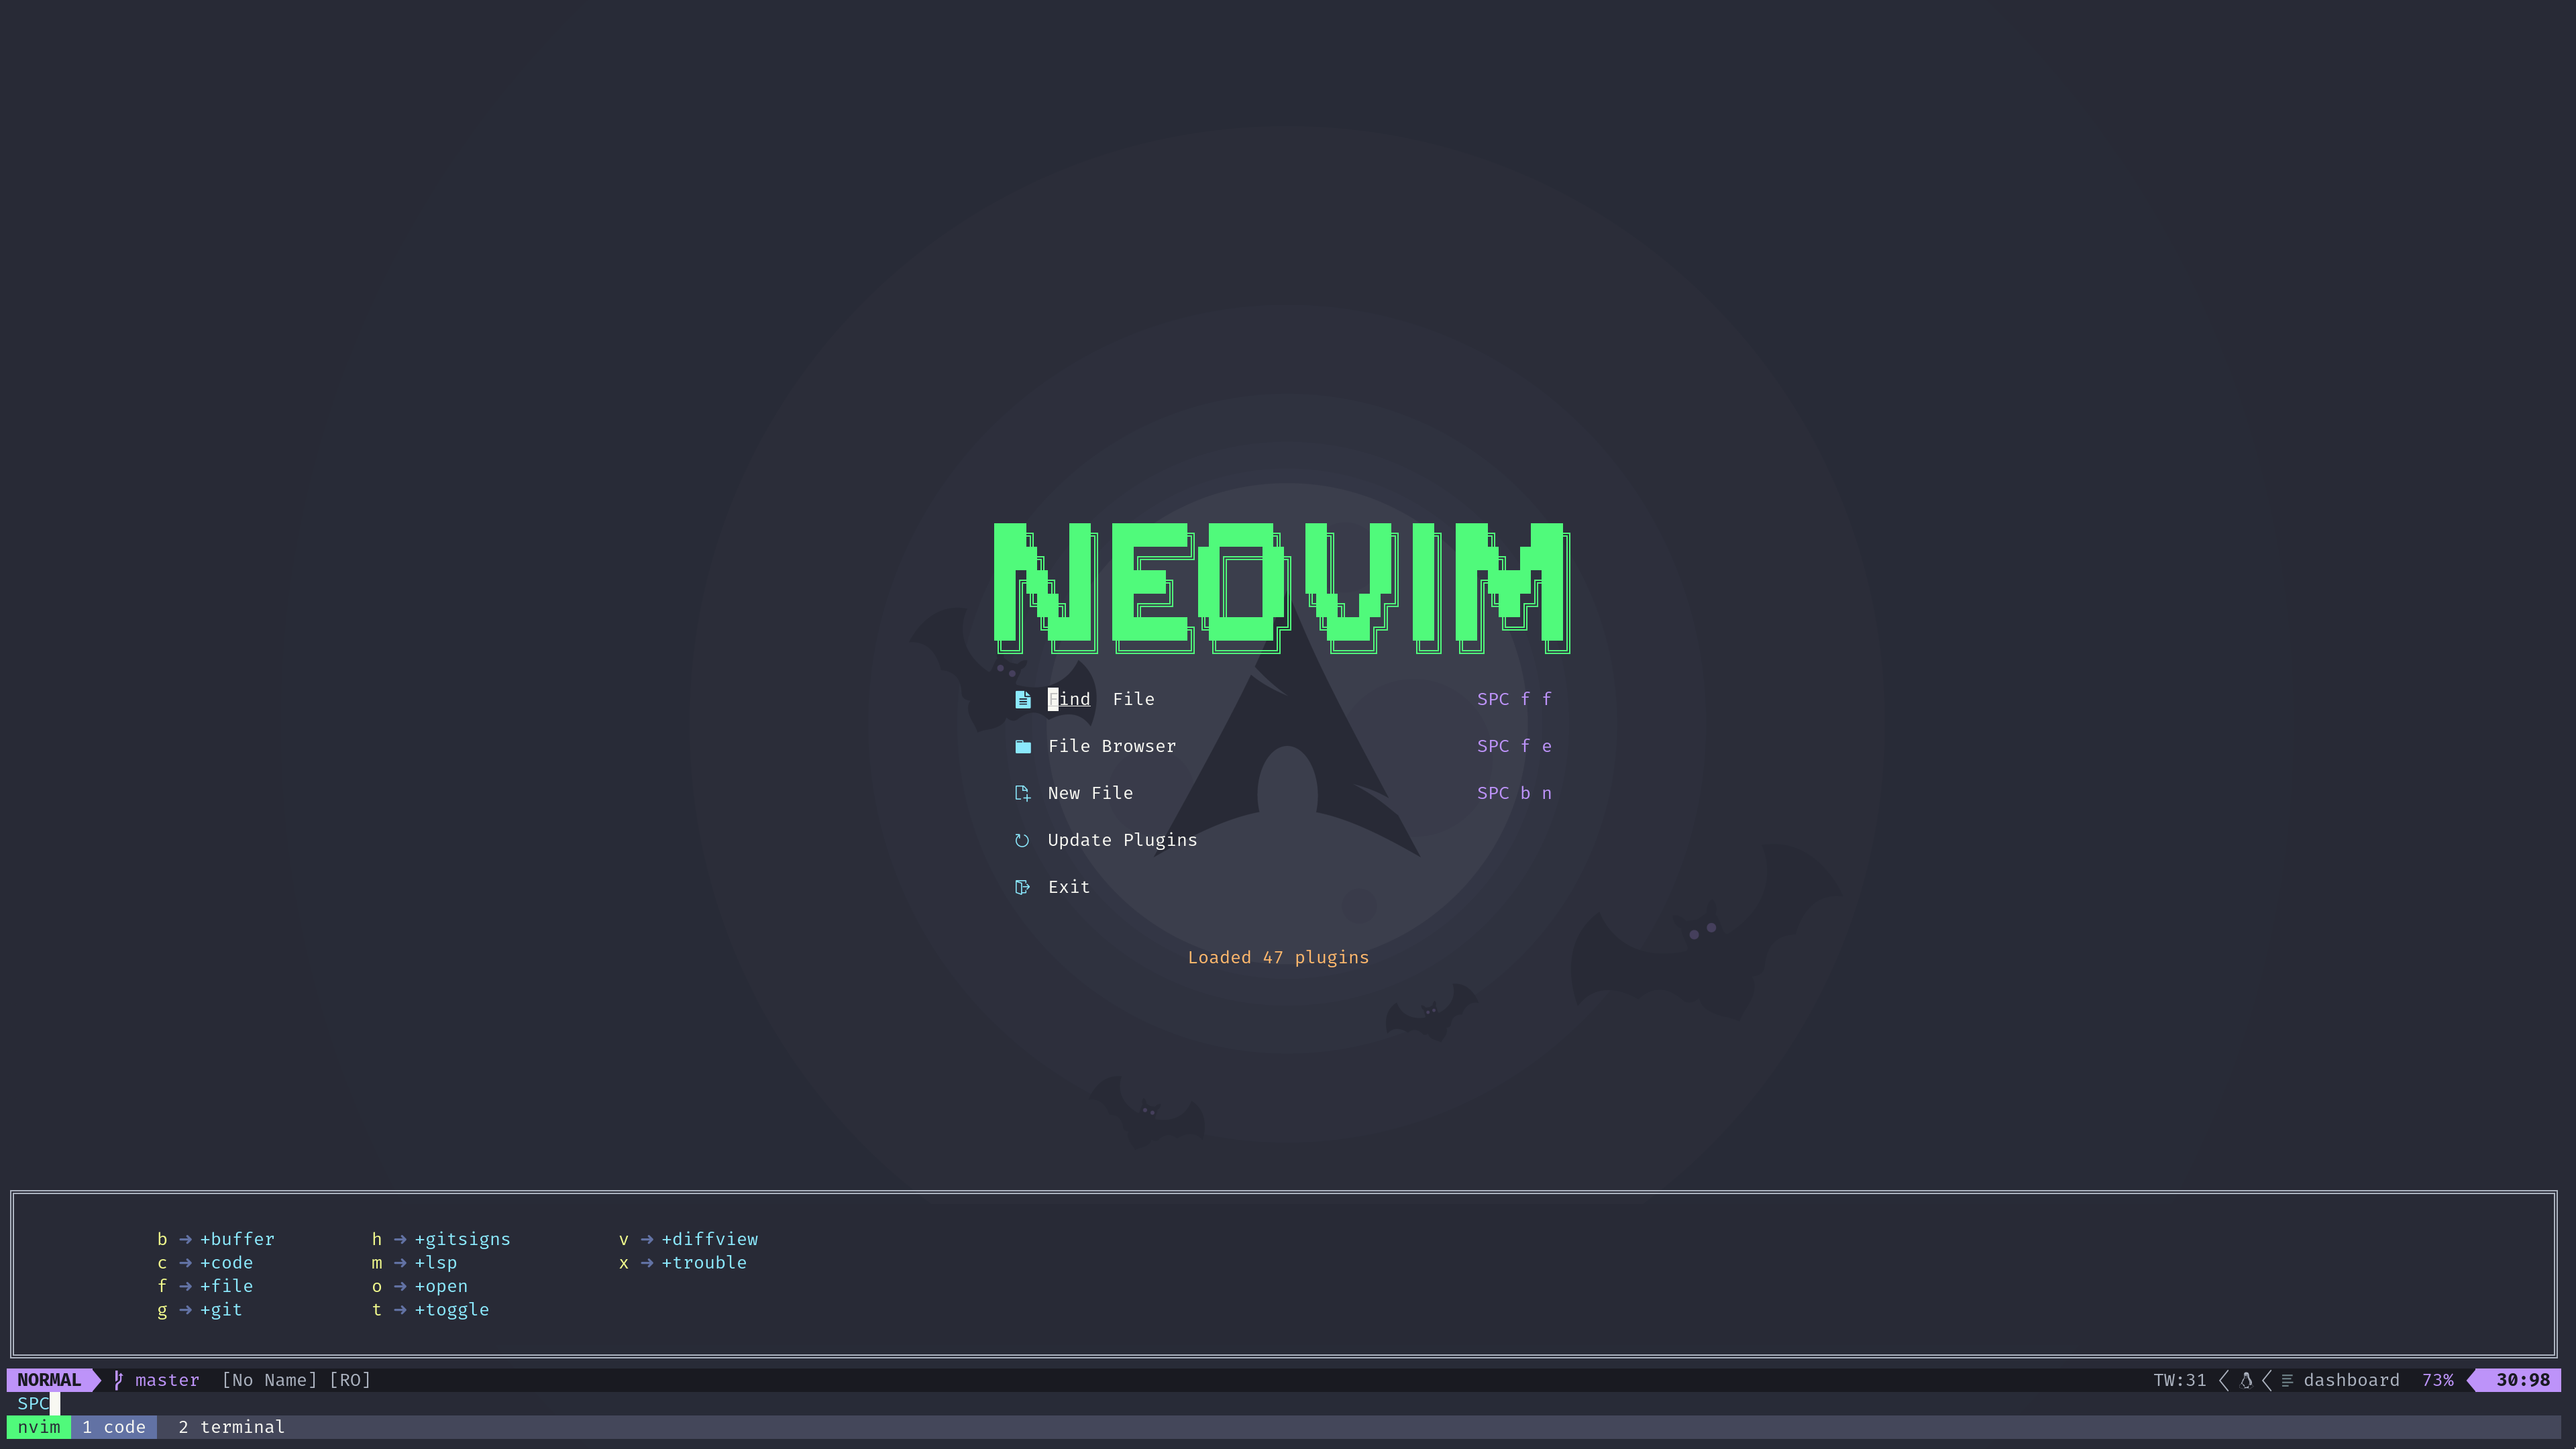 NEOVIM
Find File SPC f f
File Browser SPC f e
New File SPC b n
Update Plugins
Exit
Loaded 47 plugins
b ➜ +buffer h ➜ +gitsigns v ➜ +diffview
c ➜ +code m ➜ +lsp x ➜ +trouble
f ➜ +file o ➜ +open
g ➜ +git t ➜ +toggle
NORMAL master [No Name] [RO] TW:31 dashboard 73% 30:98
SPC
nvim 1 code 2 terminal